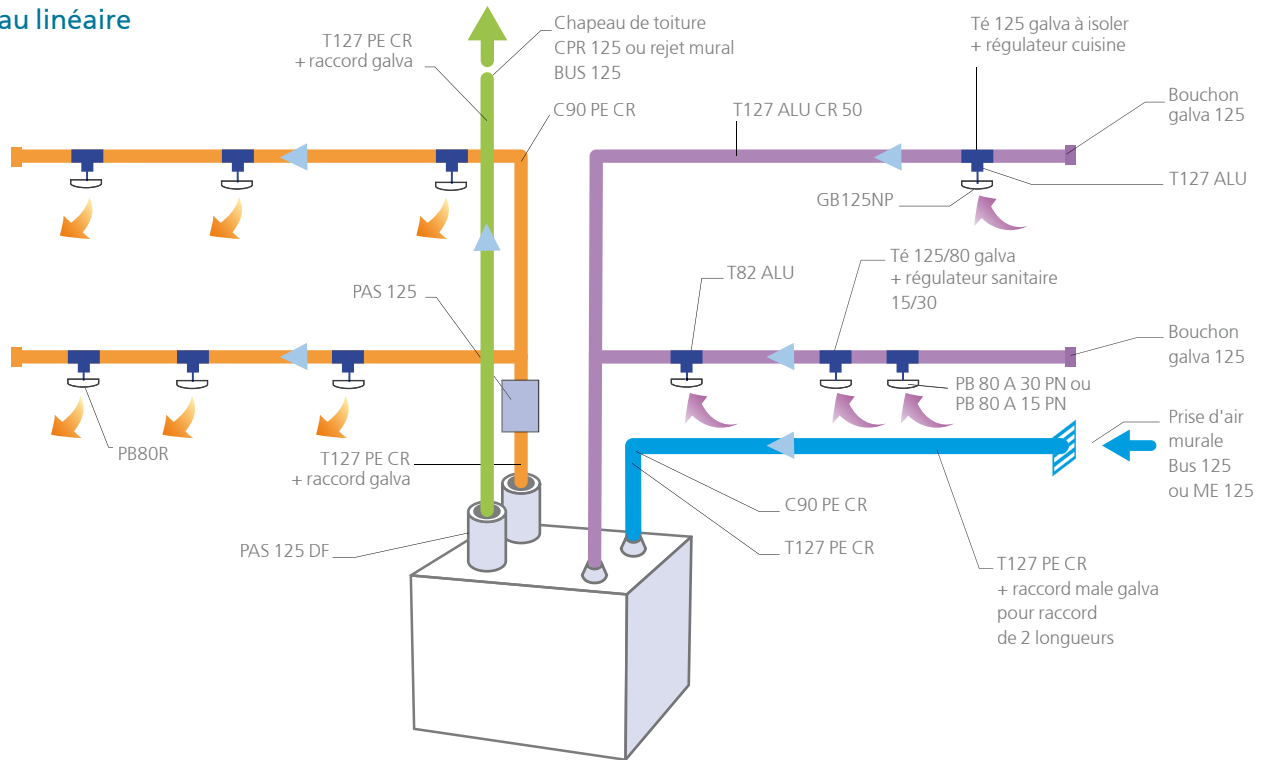 au linéaire
T127 PE CR
+ raccord galva
Chapeau de toiture
CPR 125 ou rejet mural
BUS 125
Té 125 galva à isoler
+ régulateur cuisine
C90 PE CR
T127 ALU CR 50
Bouchon
galva 125
T127 ALU
GB125NP
PAS 125
T82 ALU
Té 125/80 galva
+ régulateur sanitaire
15/30
Bouchon
galva 125
PB 80 A 30 PN ou
PB 80 A 15 PN
PB80R
T127 PE CR
+ raccord galva
Prise d'air
murale
Bus 125
ou ME 125
C90 PE CR
PAS 125 DF
T127 PE CR
T127 PE CR
+ raccord male galva
pour raccord
de 2 longueurs